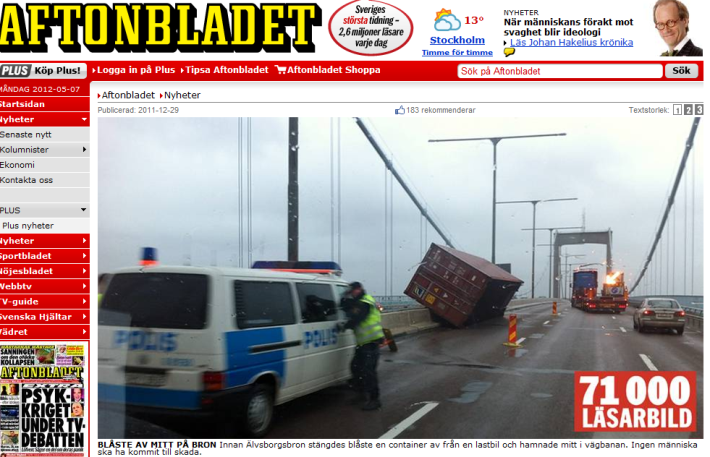 AFTONBLADET
Sveriges
största tidning –
2,6 miljoner läsare
varje dag
13°
Stockholm
Timme för timme
NYHETER
När människans förakt mot
svaghet blir ideologi
Läs Johan Hakelius krönika
PLUS Köp Plus!
Logga in på Plus
Tipsa Aftonbladet
Aftonbladet Shoppa
Sök på Aftonbladet
Sök
MÅNDAG 2012-05-07
Startsidan
Nyheter
Senaste nytt
Kolumnister
Ekonomi
Kontakta oss
PLUS
Plus nyheter
Nyheter
Sportbladet
Nöjesbladet
Webbtv
TV-guide
Svenska Hjältar
Vädret
SANNINGEN
om den okända
KOLLAPSEN
AFTONBLADET
PSYK-
KRIGET
UNDER TV-
DEBATTEN
Aftonbladet Nyheter
Publicerad: 2011-12-29
183 rekommenderar
Textstorlek: 1 2 3
POLIS
POLIS
71 000
LÄSARBILD
BLÅSTE AV MITT PÅ BRON Innan Älvsborgsbron stängdes blåste en container av från en lastbil och hamnade mitt i vägbanan. Ingen människa
ska ha kommit till skada.